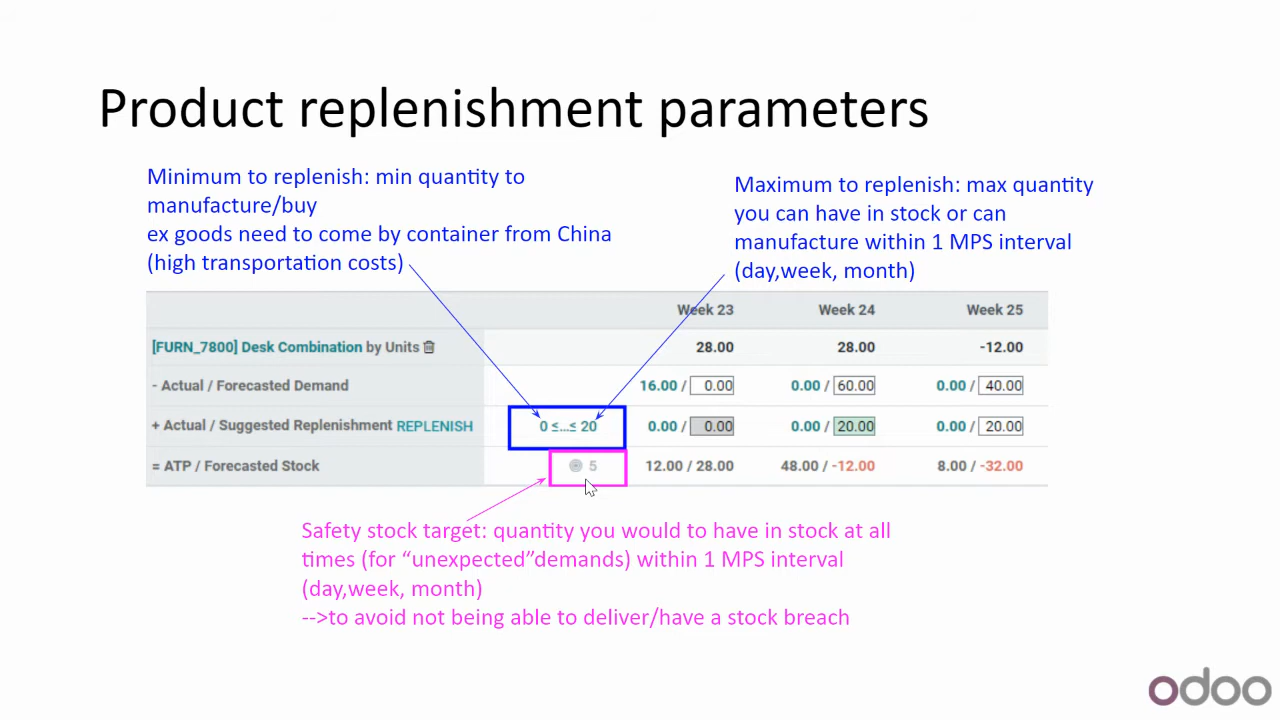 Product replenishment parameters
Minimum to replenish: min quantity to
manufacture/buy
ex goods need to come by container from China
(high transportation costs)
Maximum to replenish: max quantity
you can have in stock or can
manufacture within 1 MPS interval
(day,week, month)
Week 23 Week 24 Week 25
[FURN_7800] Desk Combination by Units 28.00 28.00 -12.00
- Actual / Forecasted Demand 16.00 / 0.00 0.00 / 60.00 0.00 / 40.00
+ Actual / Suggested Replenishment REPLENISH 0 ≤...≤ 20 0.00 / 0.00 0.00 / 20.00 0.00 / 20.00
= ATP / Forecasted Stock 5 12.00 / 28.00 48.00 / -12.00 8.00 / -32.00
Safety stock target: quantity you would to have in stock at all
times (for “unexpected”demands) within 1 MPS interval
(day,week, month)
-->to avoid not being able to deliver/have a stock breach
odoo